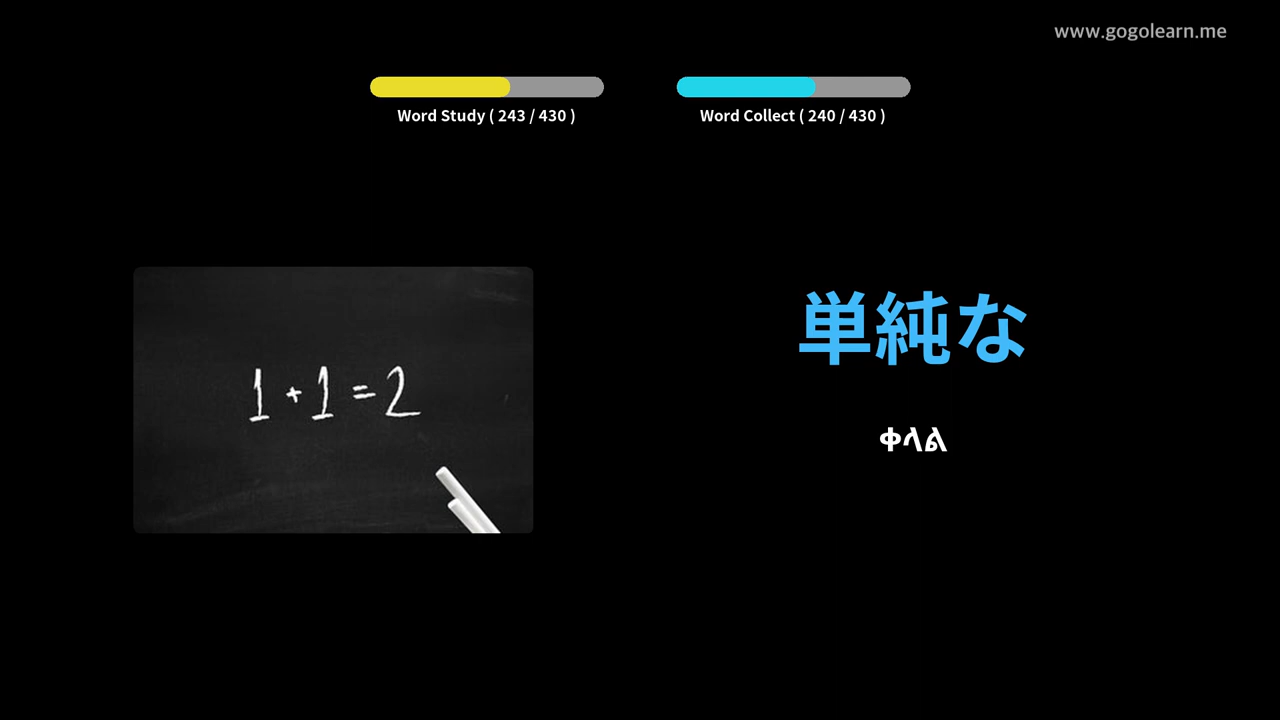 www.gogolearn.me
Word Study ( 243 / 430 )
Word Collect ( 240 / 430 )
1 + 1 = 2
単純な
ቀላል